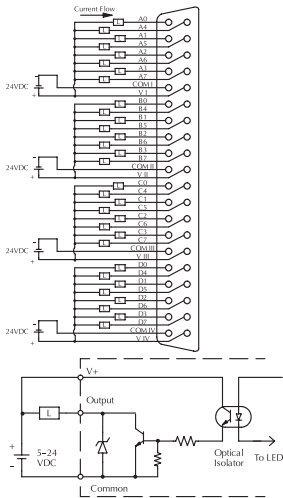 Current Flow
L A0
L A4
L A1
L A5
L A2
L A6
L A3
L A7
- COM I
24VDC
+ V I
L B0
L B4
L B1
L B5
L B2
L B6
L B3
L B7
- COM II
24VDC
+ V II
L C0
L C4
L C1
L C5
L C2
L C6
L C3
L C7
- COM III
24VDC
+ V III
L D0
L D4
L D1
L D5
L D2
L D6
L D3
L D7
- COM IV
24VDC
+ V IV
V+
Output
L
+
5–24
VDC
-
Common
Optical
Isolator
To LED